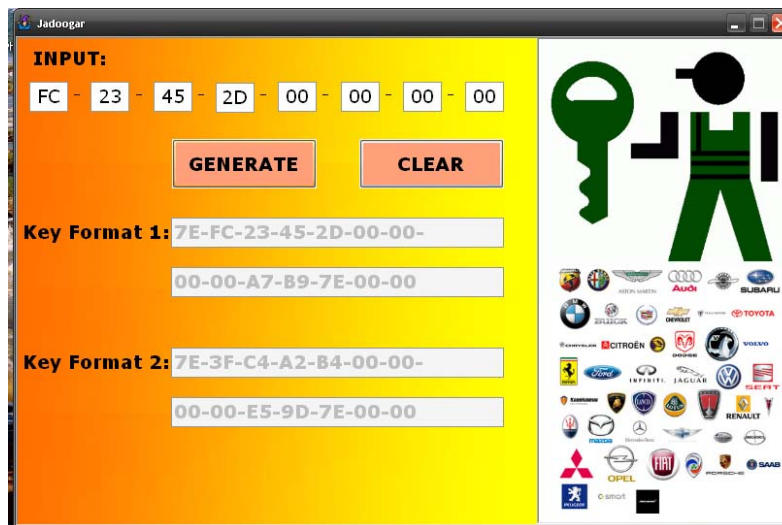 Jadoogar
INPUT:
FC - 23 - 45 - 2D - 00 - 00 - 00 - 00
GENERATE CLEAR
Key Format 1: 7E-FC-23-45-2D-00-00-
00-00-A7-B9-7E-00-00
Key Format 2: 7E-3F-C4-A2-B4-00-00-
00-00-E5-9D-7E-00-00
ASTON MARTIN Audi SUBARU
BUICK CHEVROLET TOYOTA
CHRYSLER CITROËN DODGE VOLVO
Ford INFINITI JAGUAR SEAT
RENAULT
mazda Mercedes-Benz
OPEL FIAT PORSCHE SAAB
PEUGEOT smart